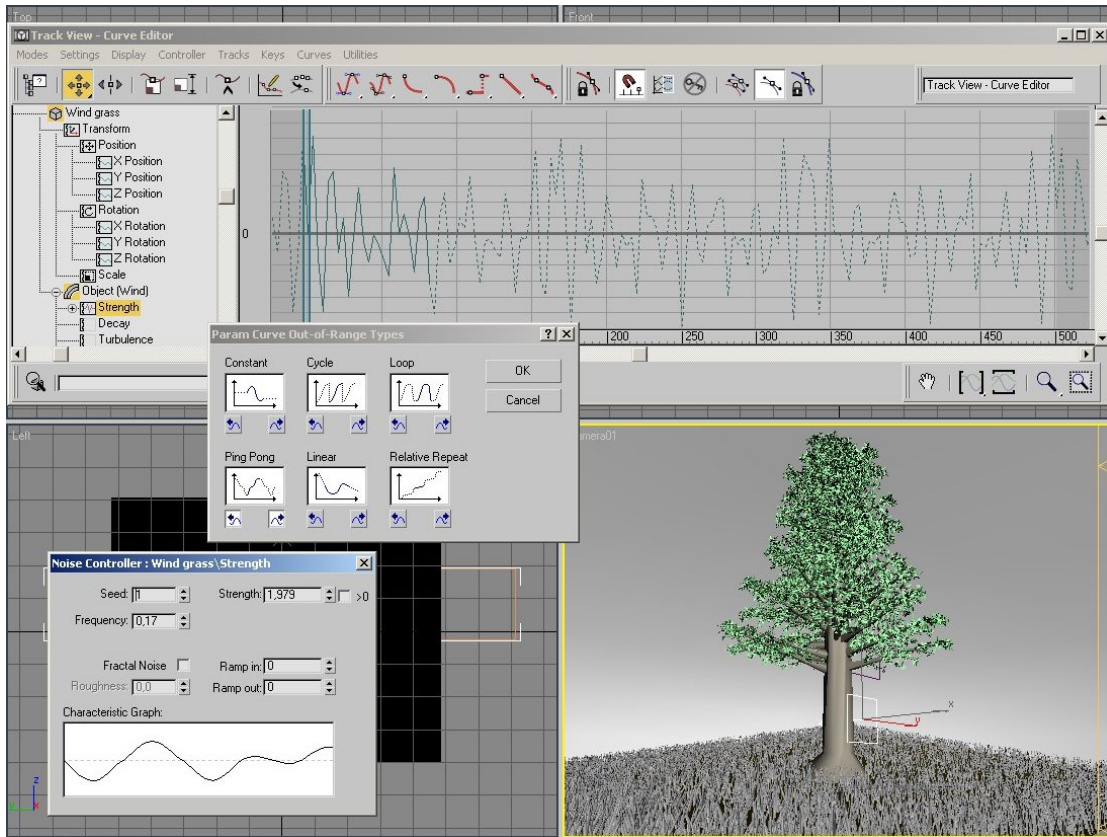 Top
Front
Track View - Curve Editor
Modes Settings Display Controller Tracks Keys Curves Utilities
Track View - Curve Editor
Wind grass
Transform
Position
X Position
Y Position
Z Position
Rotation
X Rotation
Y Rotation
Z Rotation
Scale
Object (Wind)
Strength
Decay
Turbulence
0
200 250 300 350 400 450 500
Param Curve Out-of-Range Types
Constant Cycle Loop
OK
Cancel
Ping Pong Linear Relative Repeat
Left
amera01
Noise Controller : Wind grass\Strength
Seed: 1 Strength: 1,979 >0
Frequency: 0,17
Fractal Noise Ramp in: 0
Roughness: 0,0 Ramp out: 0
Characteristic Graph:
z
x
x
y